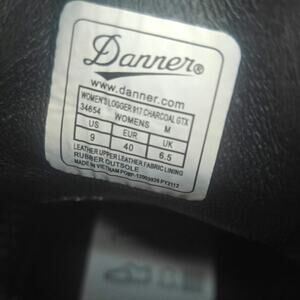 Danner®
www.danner.com
WOMEN'S LOGGER 917 CHARCOAL GTX
34654 WOMENS M
US EUR UK
9 40 6.5
LEATHER UPPER LEATHER/FABRIC LINING
RUBBER OUTSOLE
MADE IN VIETNAM